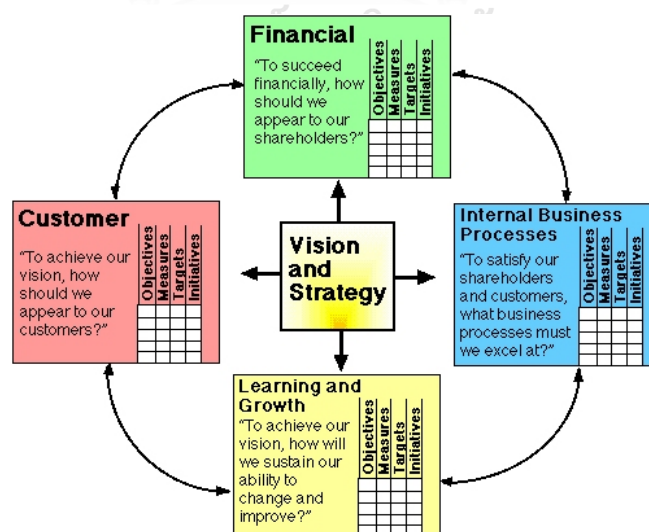 Financial
“To succeed
financially, how
should we
appear to our
shareholders?”
Objectives
Measures
Targets
Initiatives
Customer
“To achieve our
vision, how
should we
appear to our
customers?”
Objectives
Measures
Targets
Initiatives
Vision
and
Strategy
Internal Business
Processes
“To satisfy our
shareholders
and customers,
what business
processes must
we excel at?”
Objectives
Measures
Targets
Initiatives
Learning and
Growth
“To achieve our
vision, how will
we sustain our
ability to
change and
improve?”
Objectives
Measures
Targets
Initiatives